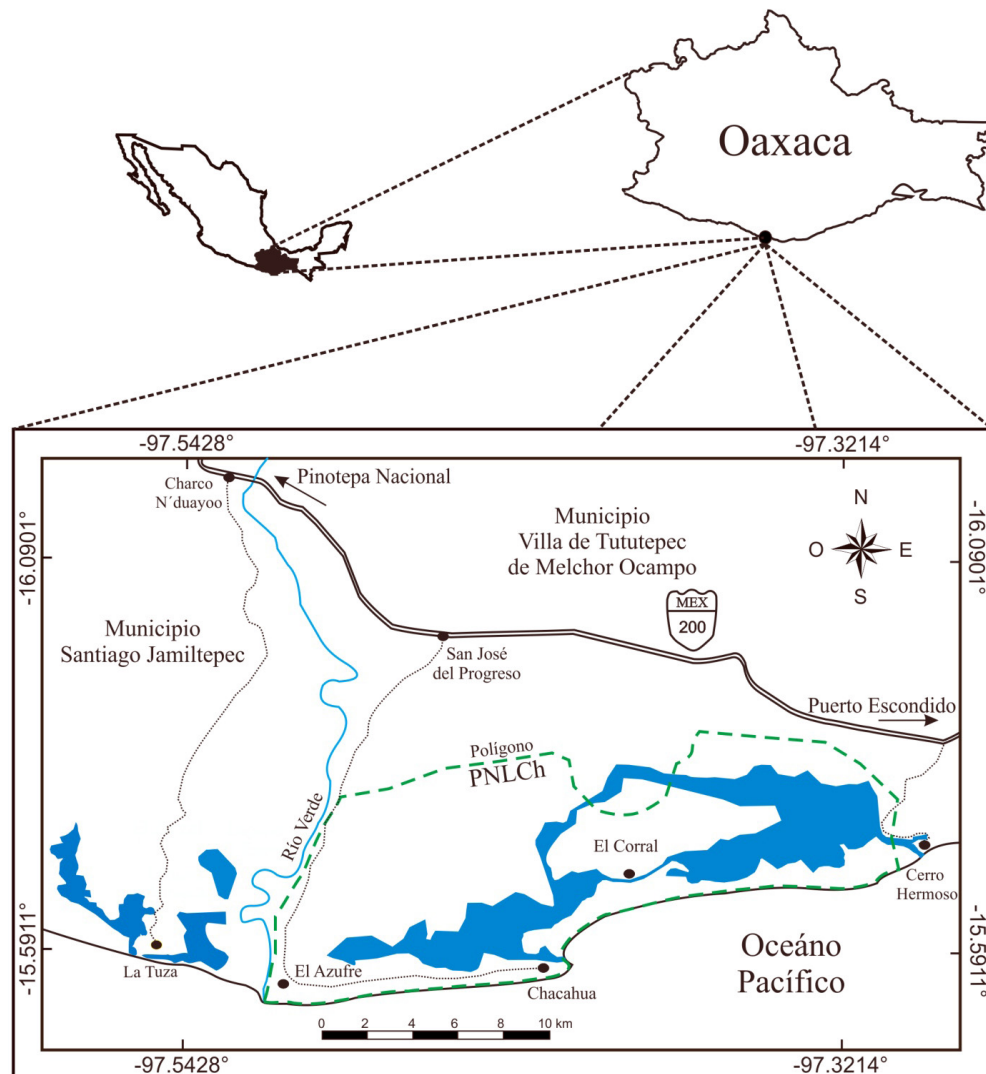 Oaxaca
-97.5428°
-97.3214°
Charco
N´duayoo
Pinotepa Nacional
Municipio
Villa de Tututepec
de Melchor Ocampo
N
O
E
S
-16.0901°
-16.0901°
MEX
200
Municipio
Santiago Jamiltepec
San José
del Progreso
Puerto Escondido
Polígono
PNLCh
Río Verde
El Corral
Cerro
Hermoso
-15.5911°
-15.5911°
La Tuza
El Azufre
Chacahua
Oceáno
Pacífico
0 2 4 6 8 10 km
-97.5428°
-97.3214°